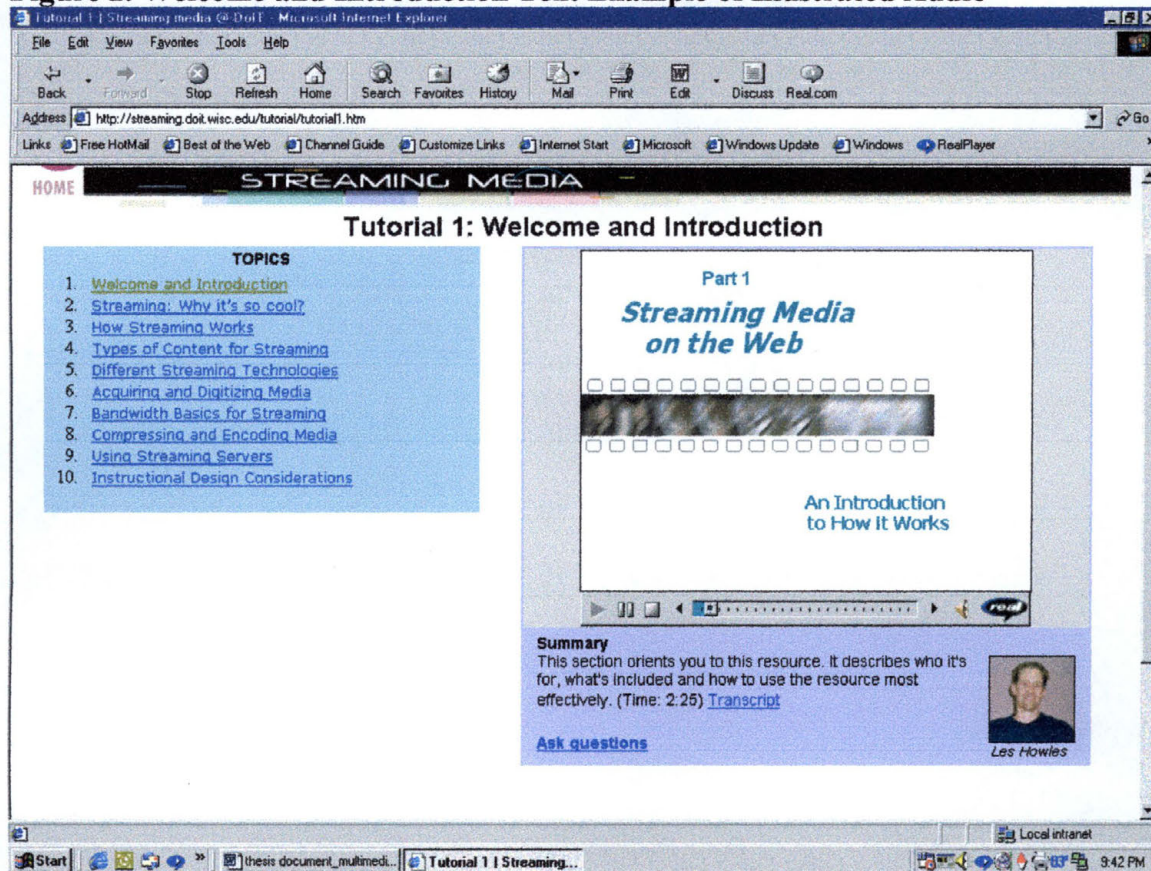 Tutorial 1 | Streaming media @ DoIT - Microsoft Internet Explorer
File Edit View Favorites Tools Help
Back Forward Stop Refresh Home Search Favorites History Mail Print Edit Discuss Real.com
Address http://streaming.doit.wisc.edu/tutorial/tutorial1.htm Go
Links Free HotMail Best of the Web Channel Guide Customize Links Internet Start Microsoft Windows Update Windows RealPlayer
HOME STREAMING MEDIA
Tutorial 1: Welcome and Introduction
TOPICS
1. Welcome and Introduction
2. Streaming: Why it's so cool?
3. How Streaming Works
4. Types of Content for Streaming
5. Different Streaming Technologies
6. Acquiring and Digitizing Media
7. Bandwidth Basics for Streaming
8. Compressing and Encoding Media
9. Using Streaming Servers
10. Instructional Design Considerations
Part 1
Streaming Media
on the Web
An Introduction
to How it Works
real
Summary
This section orients you to this resource. It describes who it's
for, what's included and how to use the resource most
effectively. (Time: 2:25) Transcript
Ask questions
Les Howles
Local intranet
Start thesis document_multimedi... Tutorial 1 | Streaming... 83° 9:42 PM